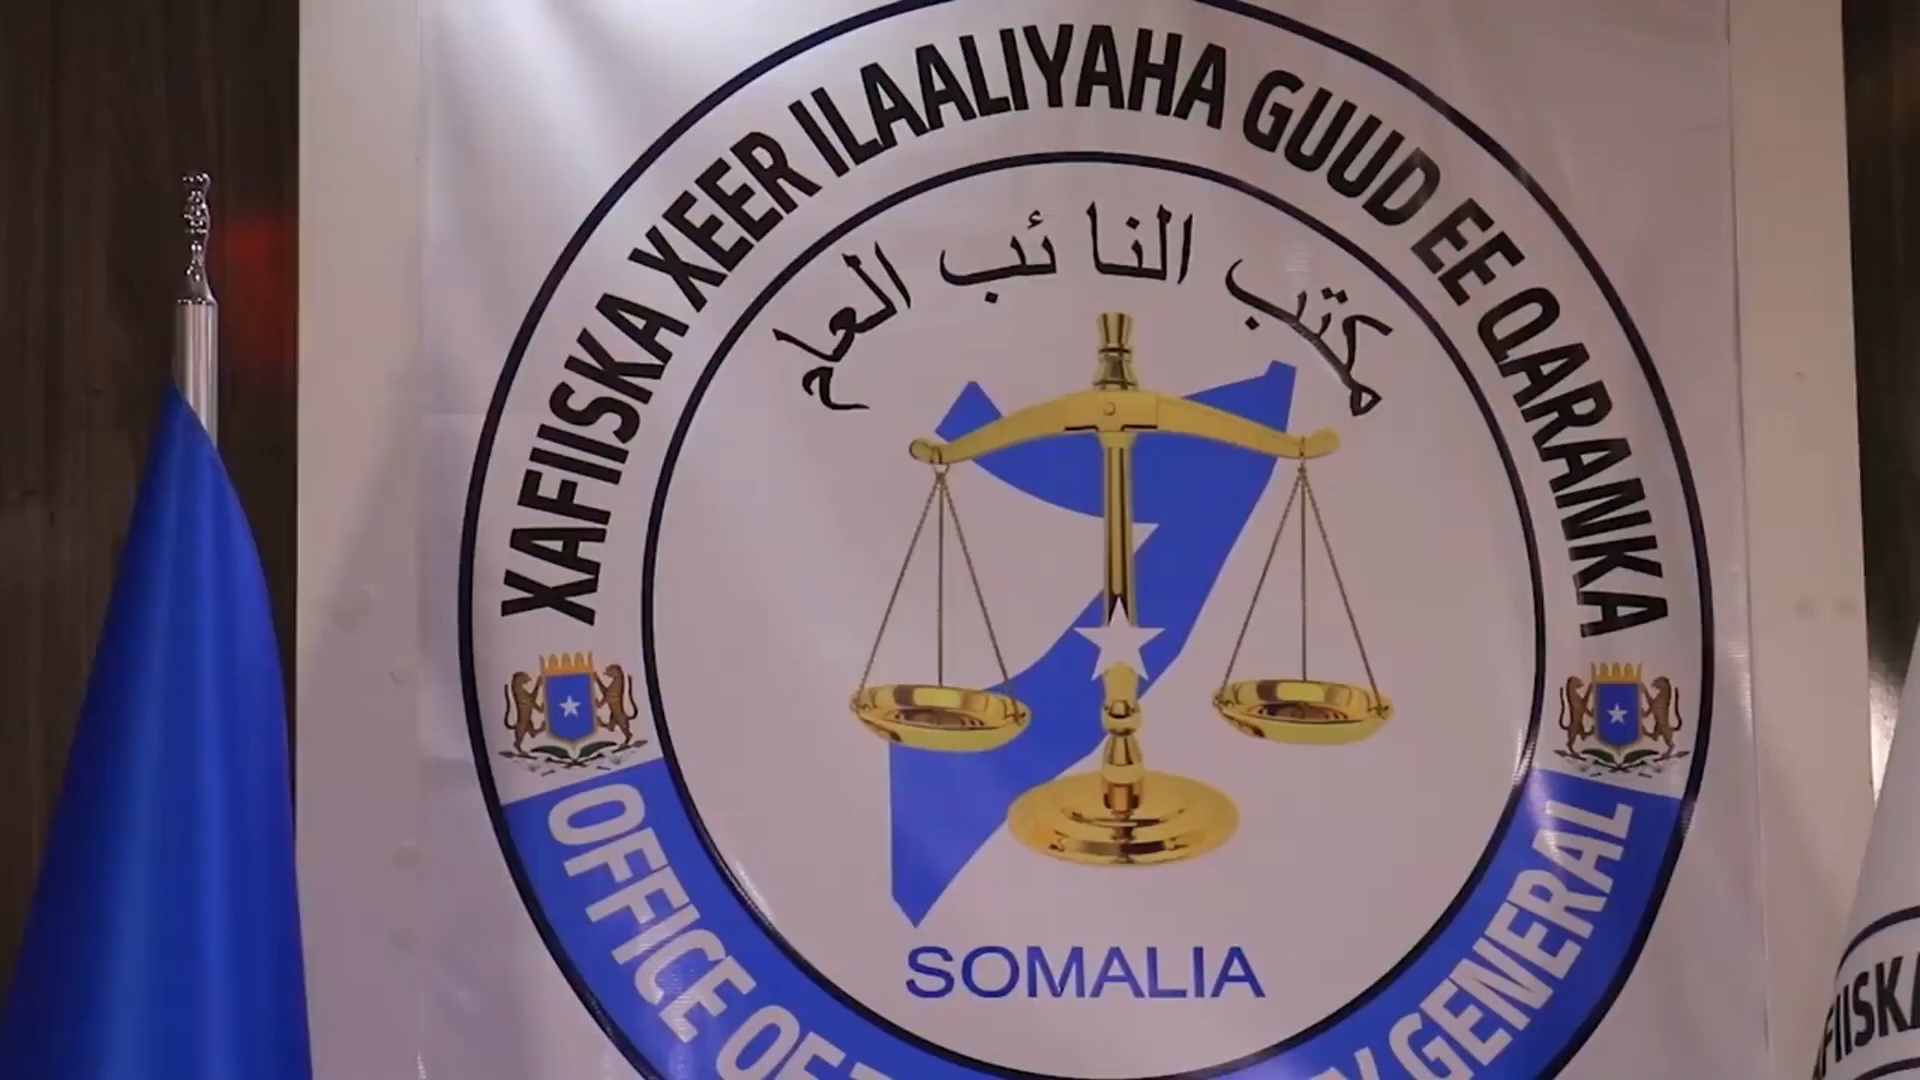 XAFIISKA XEER ILAALIYAHA GUUD EE QARANKA
مكتب النائب العام
SOMALIA
OFFICE OF GENERAL